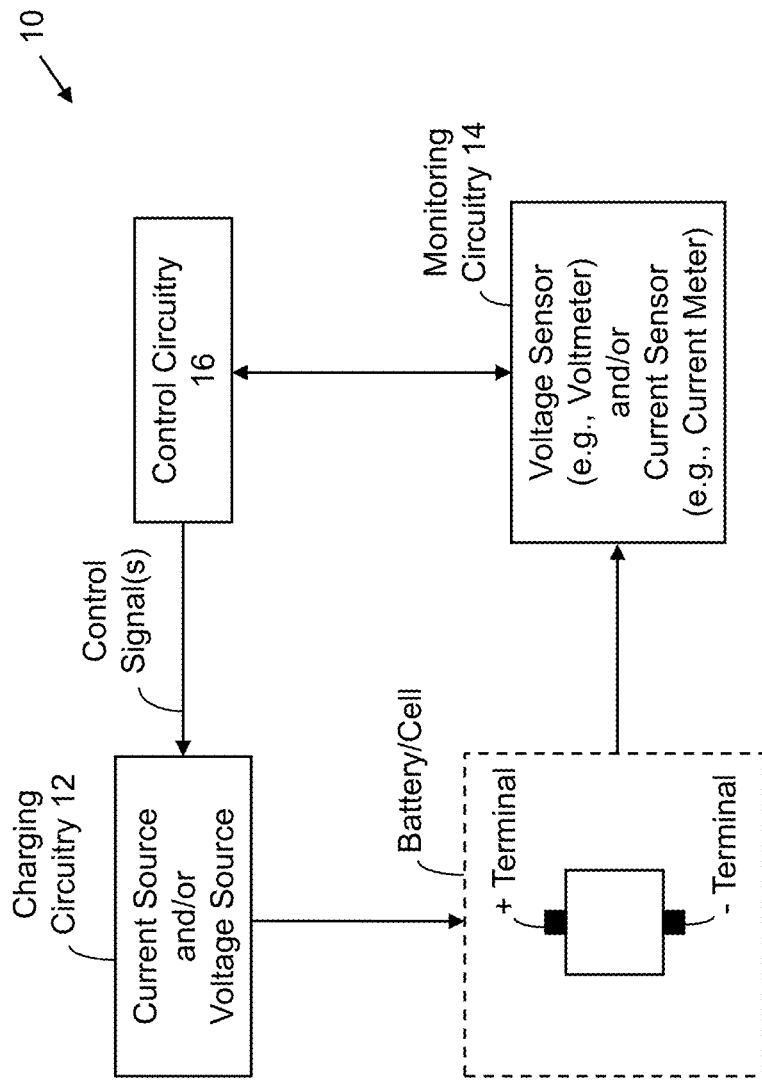 10
Charging
Circuitry 12
Current Source
and/or
Voltage Source
Control
Signal(s)
Control Circuitry
16
Battery/Cell
+ Terminal
- Terminal
Monitoring
Circuitry 14
Voltage Sensor
(e.g., Voltmeter)
and/or
Current Sensor
(e.g., Current Meter)